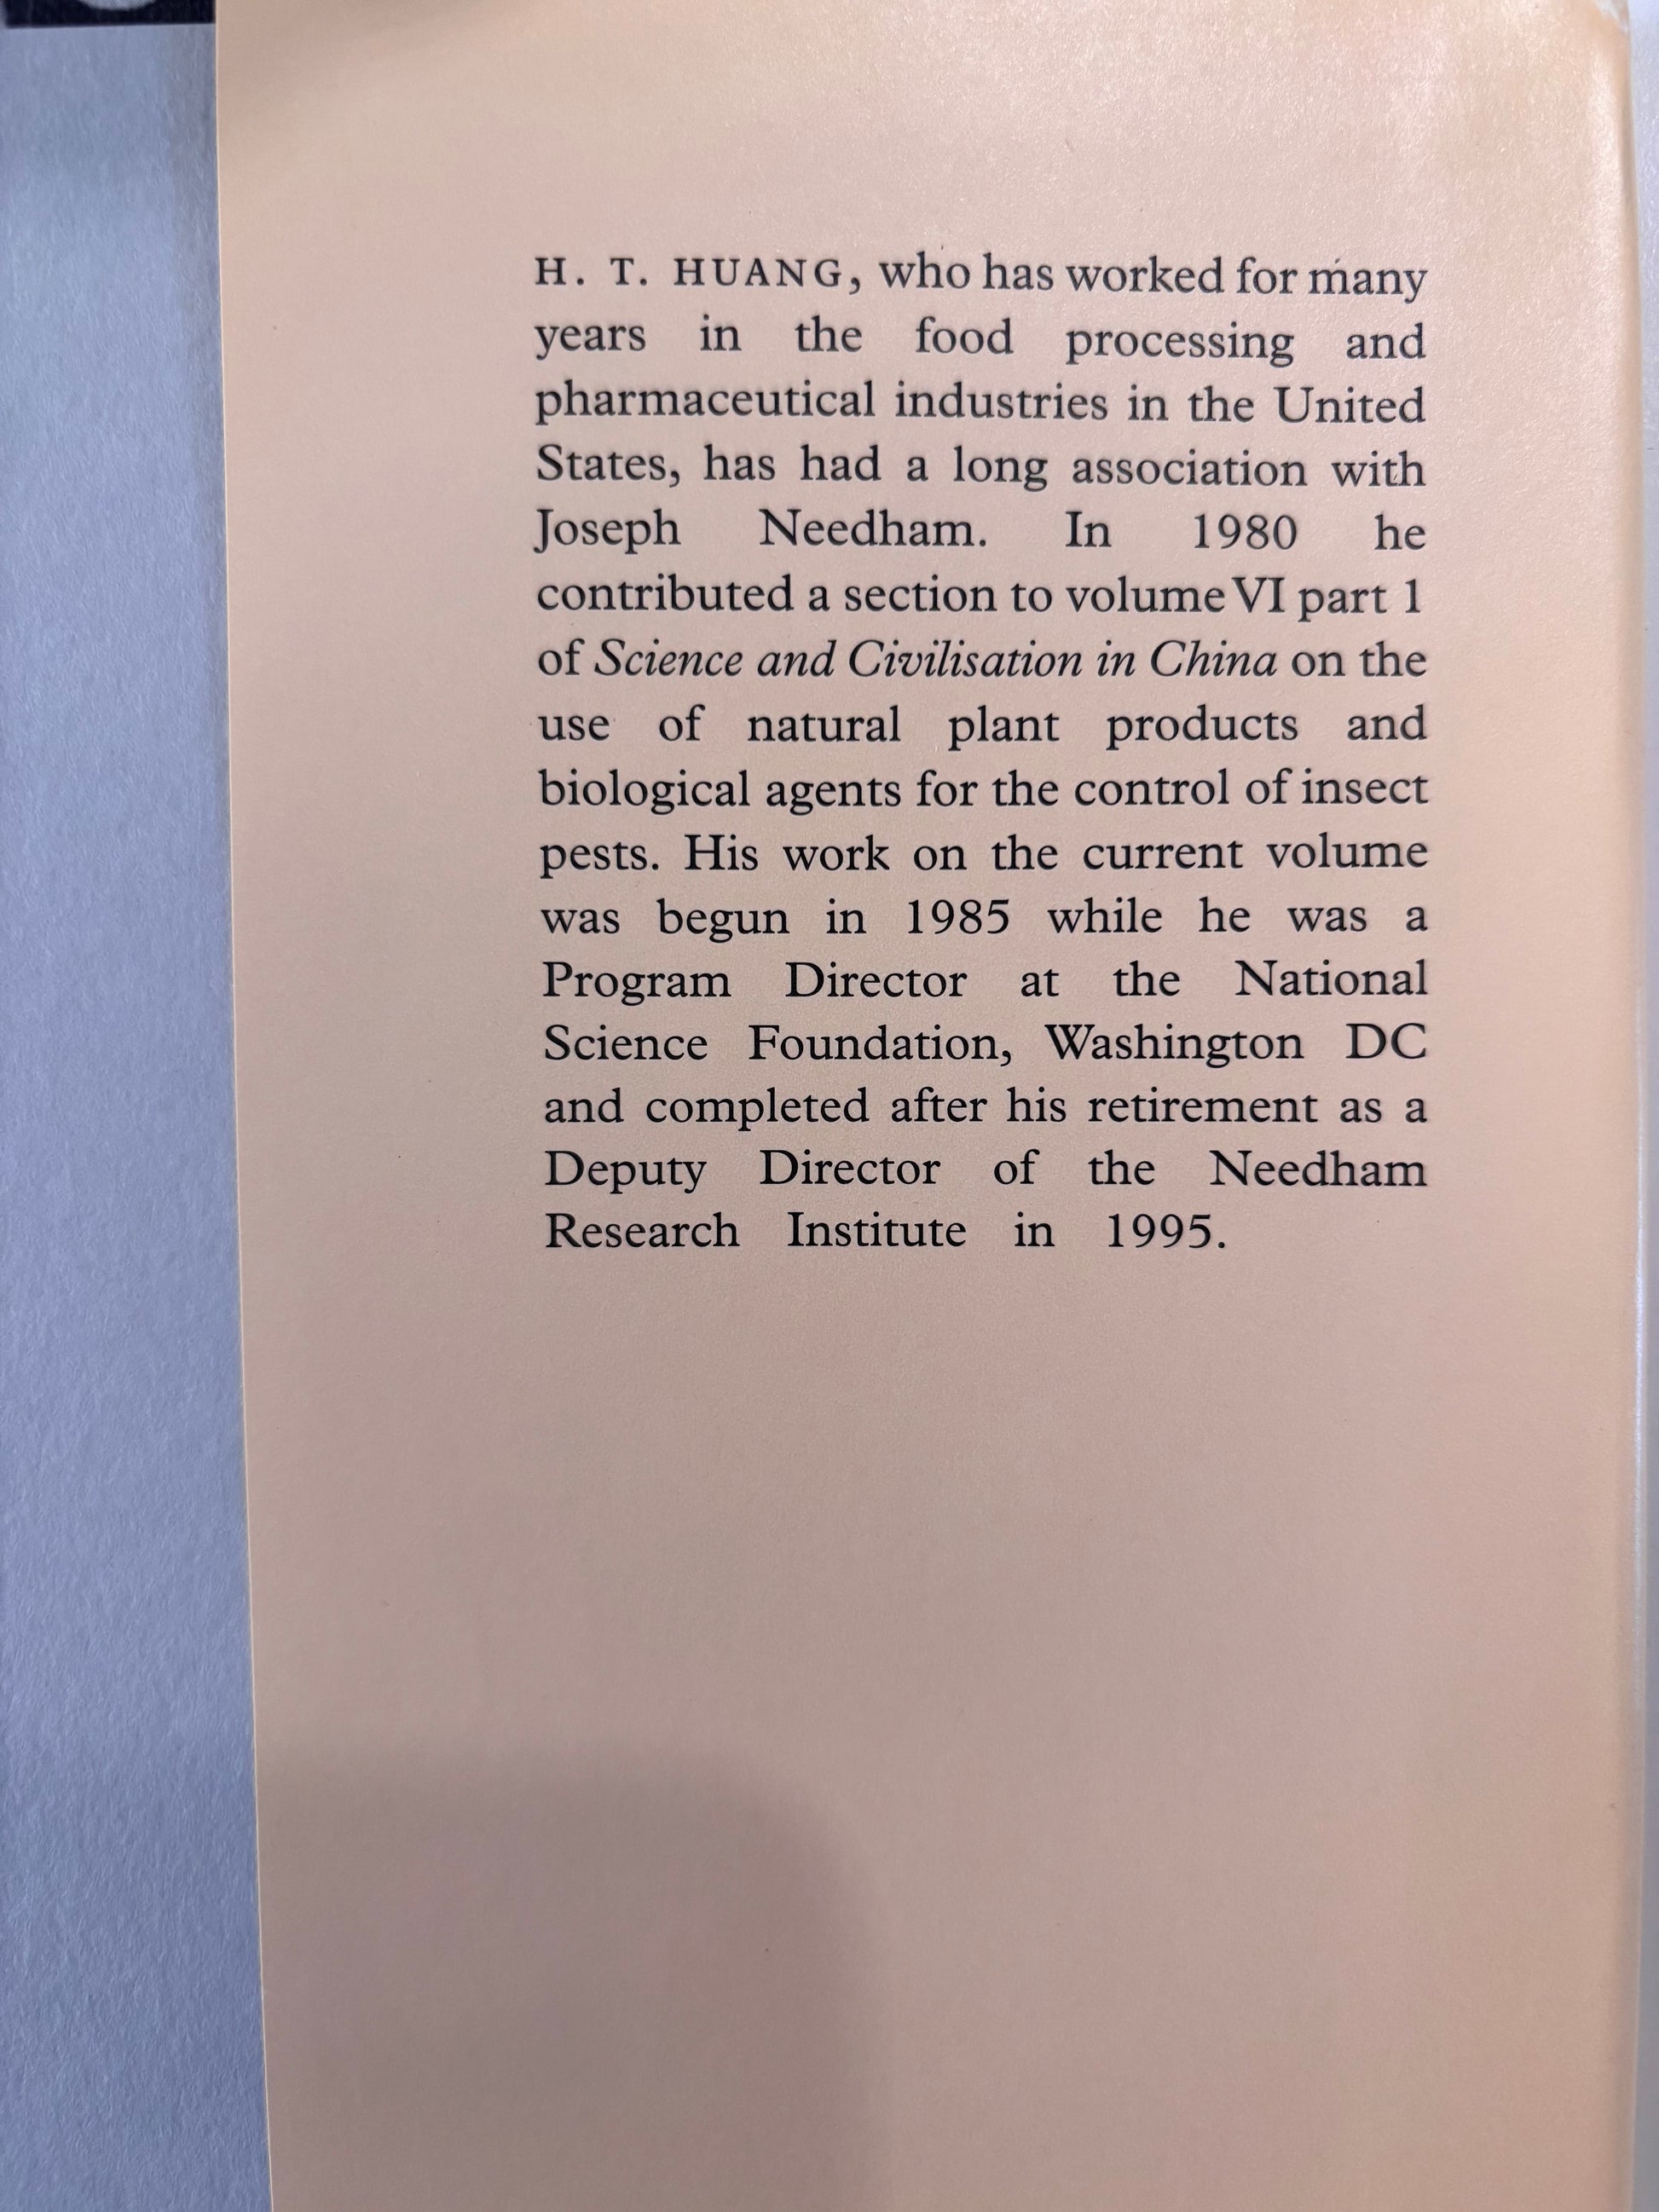 H. T. HUANG, who has worked for many
years in the food processing and
pharmaceutical industries in the United
States, has had a long association with
Joseph Needham. In 1980 he
contributed a section to volume VI part 1
of Science and Civilisation in China on the
use of natural plant products and
biological agents for the control of insect
pests. His work on the current volume
was begun in 1985 while he was a
Program Director at the National
Science Foundation, Washington DC
and completed after his retirement as a
Deputy Director of the Needham
Research Institute in 1995.